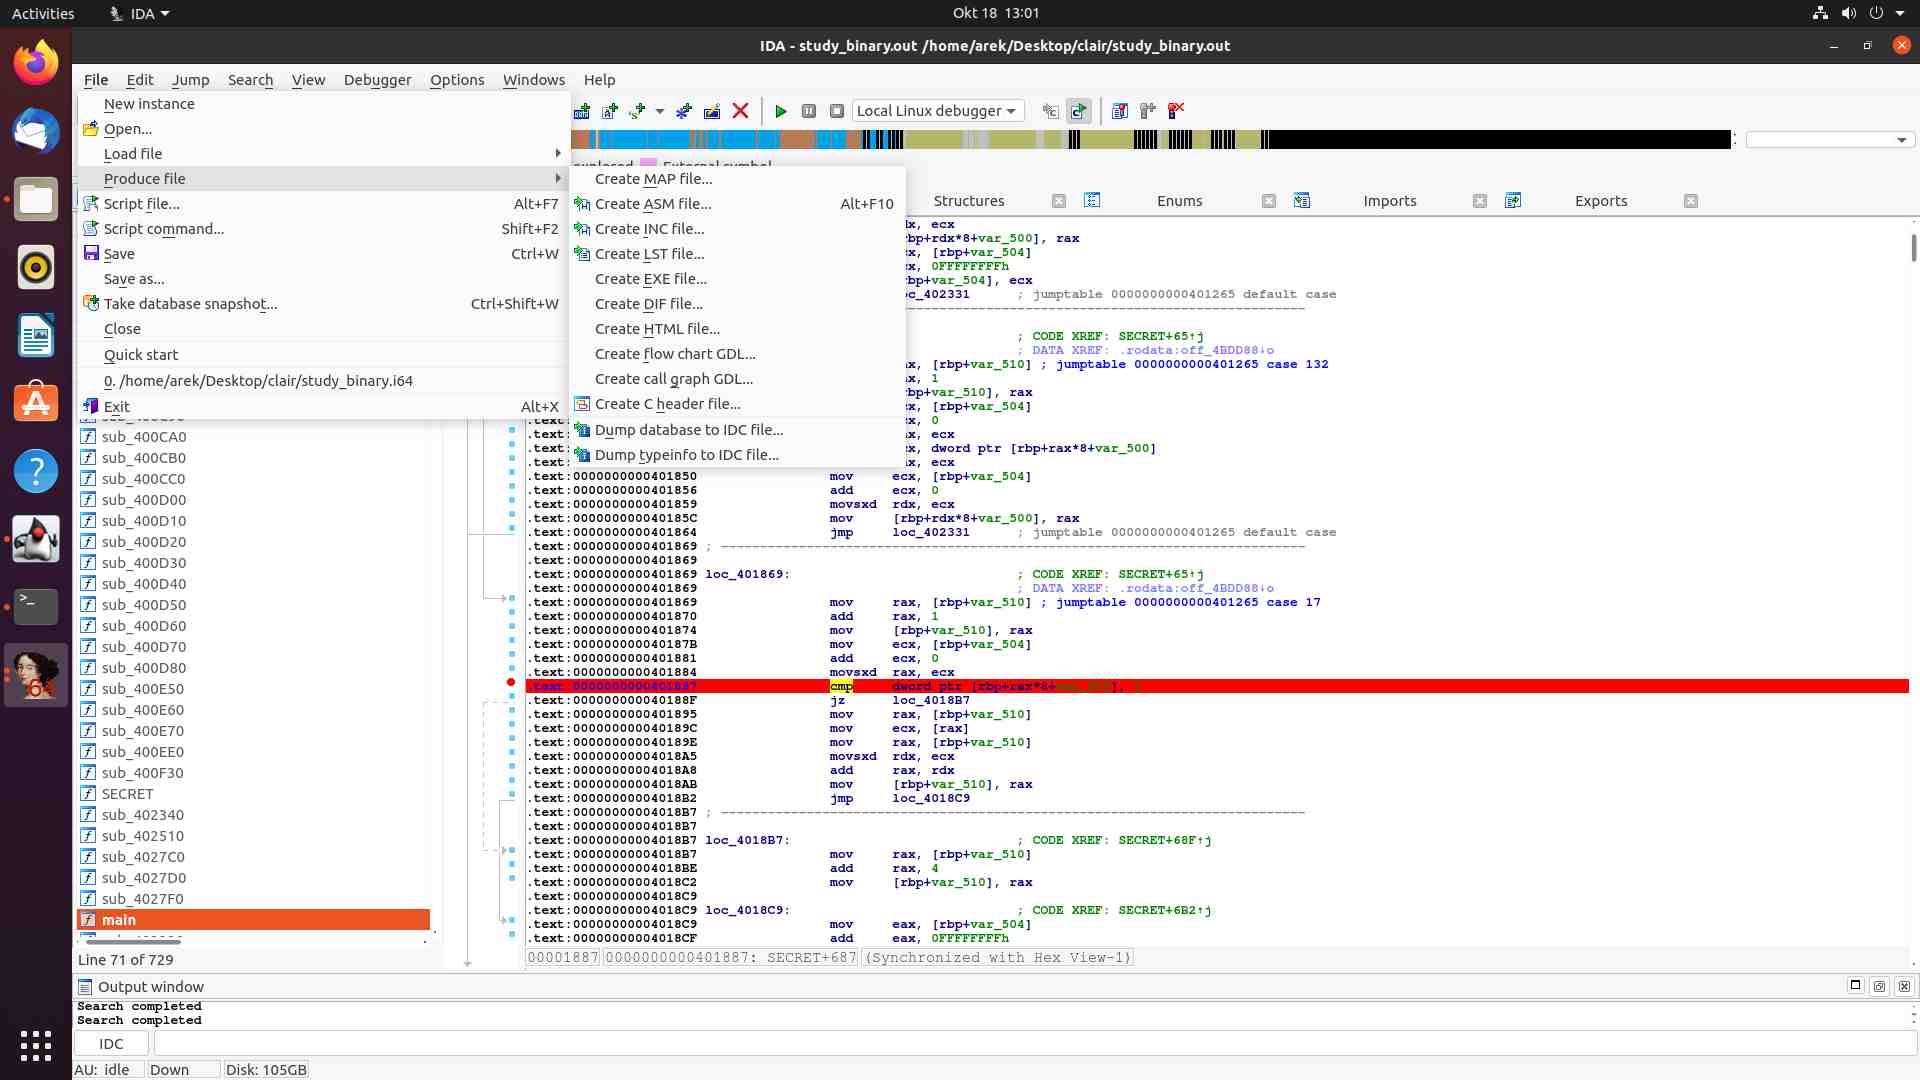 Activities
IDA
Okt 18 13:01
IDA - study_binary.out /home/arek/Desktop/clair/study_binary.out
File Edit Jump Search View Debugger Options Windows Help
New instance
Open...
Load file
Produce file
Script file... Alt+F7
Script command... Shift+F2
Save Ctrl+W
Save as...
Take database snapshot... Ctrl+Shift+W
Close
Quick start
0. /home/arek/Desktop/clair/study_binary.i64
Exit Alt+X
Local Linux debugger
External symbol
Create MAP file...
Create ASM file... Alt+F10
Create INC file...
Create LST file...
Create EXE file...
Create DIF file...
Create HTML file...
Create flow chart GDL...
Create call graph GDL...
Create C header file...
Dump database to IDC file...
Dump typeinfo to IDC file...
Structures Enums Imports Exports
sub_400CA0
sub_400CB0
sub_400CC0
sub_400D00
sub_400D10
sub_400D20
sub_400D30
sub_400D40
sub_400D50
sub_400D60
sub_400D70
sub_400D80
sub_400E50
sub_400E60
sub_400E70
sub_400EE0
sub_400F30
SECRET
sub_402340
sub_402510
sub_4027C0
sub_4027D0
sub_4027F0
main
Line 71 of 729
ecx
rbp+rdx*8+var_500], rax
[rbp+var_504]
0FFFFFFFFh
rbp+var_504], ecx
oc_402331 ; jumptable 0000000000401265 default case
; CODE XREF: SECRET+65↑j
; DATA XREF: .rodata:off_4BDD88↓o
[rbp+var_510] ; jumptable 0000000000401265 case 132
1
rbp+var_510], rax
[rbp+var_504]
0
ecx
dword ptr [rbp+rax*8+var_500]
ecx
.text:0000000000401850 mov ecx, [rbp+var_504]
.text:0000000000401856 add ecx, 0
.text:0000000000401859 movsxd rdx, ecx
.text:000000000040185C mov [rbp+rdx*8+var_500], rax
.text:0000000000401864 jmp loc_402331 ; jumptable 0000000000401265 default case
.text:0000000000401869 ; ---------------------------------------------------------------------------
.text:0000000000401869
.text:0000000000401869 loc_401869: ; CODE XREF: SECRET+65↑j
.text:0000000000401869 ; DATA XREF: .rodata:off_4BDD88↓o
.text:0000000000401869 mov rax, [rbp+var_510] ; jumptable 0000000000401265 case 17
.text:0000000000401870 add rax, 1
.text:0000000000401874 mov [rbp+var_510], rax
.text:000000000040187B mov ecx, [rbp+var_504]
.text:0000000000401881 add ecx, 0
.text:0000000000401884 movsxd rax, ecx
.text:0000000000401887 cmp dword ptr [rbp+rax*8+
.text:000000000040188F jz loc_4018B7
.text:0000000000401895 mov rax, [rbp+var_510]
.text:000000000040189C mov ecx, [rax]
.text:000000000040189E mov rax, [rbp+var_510]
.text:00000000004018A5 movsxd rdx, ecx
.text:00000000004018A8 add rax, rdx
.text:00000000004018AB mov [rbp+var_510], rax
.text:00000000004018B2 jmp loc_4018C9
.text:00000000004018B7 ; ---------------------------------------------------------------------------
.text:00000000004018B7
.text:00000000004018B7 loc_4018B7: ; CODE XREF: SECRET+68F↑j
.text:00000000004018B7 mov rax, [rbp+var_510]
.text:00000000004018BE add rax, 4
.text:00000000004018C2 mov [rbp+var_510], rax
.text:00000000004018C9
.text:00000000004018C9 loc_4018C9: ; CODE XREF: SECRET+6B2↑j
.text:00000000004018C9 mov eax, [rbp+var_504]
.text:00000000004018CF add eax, 0FFFFFFFFh
00001887 0000000000401887: SECRET+687 (Synchronized with Hex View-1)
Output window
Search completed
Search completed
IDC
AU: idle Down Disk: 105GB